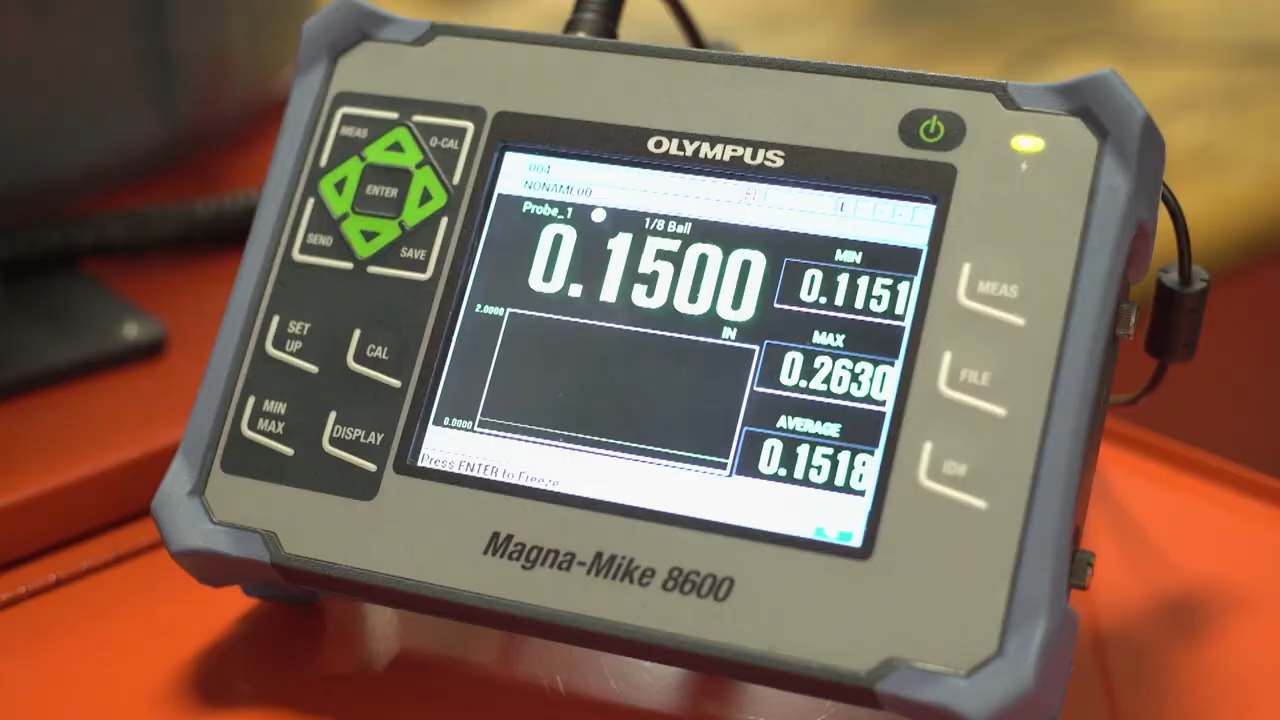 MEAS
Q-CAL
ENTER
SEND
SAVE
SET UP
CAL
MIN MAX
DISPLAY
OLYMPUS
004
NONAME00
Probe_1
1/8 Ball
0.1500
IN
MIN
0.1151
MAX
0.2630
AVERAGE
0.1518
2.0000
0.0000
Press ENTER to Freeze
L
MEAS
FILE
ID#
Magna-Mike 8600